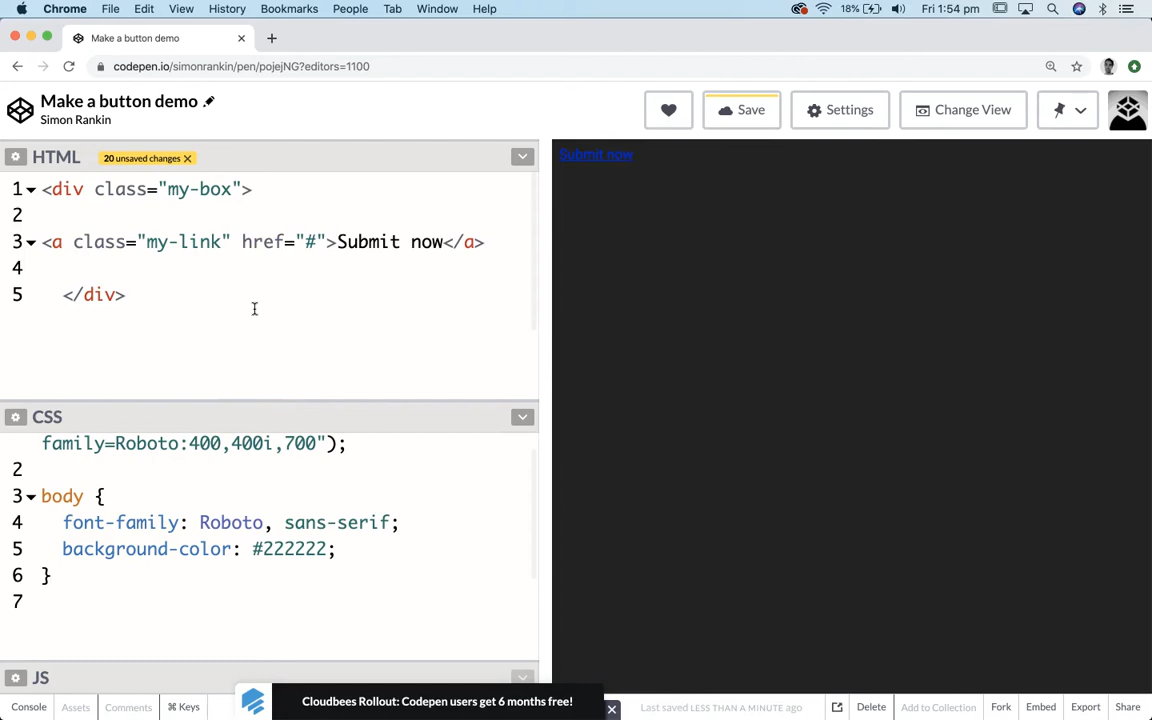 Chrome File Edit View History Bookmarks People Tab Window Help 18% Fri 1:54 pm
Make a button demo
codepen.io/simonrankin/pen/pojejNG?editors=1100
Make a button demo
Simon Rankin
Save Settings Change View
HTML 20 unsaved changes ×
1 <div class="my-box">
2
3 <a class="my-link" href="#">Submit now</a>
4
5 </div>
Submit now
CSS
family=Roboto:400,400i,700");
2
3 body {
4 font-family: Roboto, sans-serif;
5 background-color: #222222;
6 }
7
JS
Cloudbees Rollout: Codepen users get 6 months free!
Console Assets Comments ⌘ Keys Last saved LESS THAN A MINUTE ago Delete Add to Collection Fork Embed Export Share